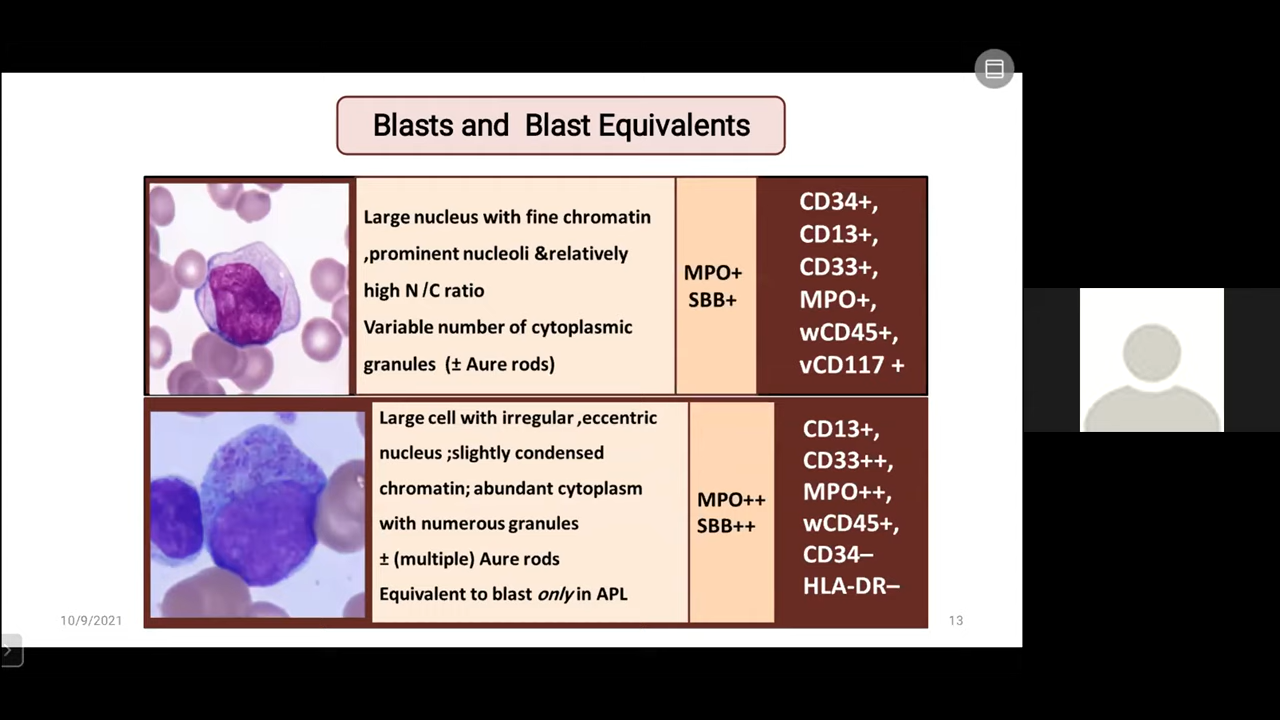 Blasts and Blast Equivalents
Large nucleus with fine chromatin
,prominent nucleoli &relatively
high N /C ratio
Variable number of cytoplasmic
granules (± Aure rods)
MPO+
SBB+
CD34+,
CD13+,
CD33+,
MPO+,
wCD45+,
vCD117 +
Large cell with irregular ,eccentric
nucleus ;slightly condensed
chromatin; abundant cytoplasm
with numerous granules
± (multiple) Aure rods
Equivalent to blast only in APL
MPO++
SBB++
CD13+,
CD33++,
MPO++,
wCD45+,
CD34–
HLA-DR–
10/9/2021
13